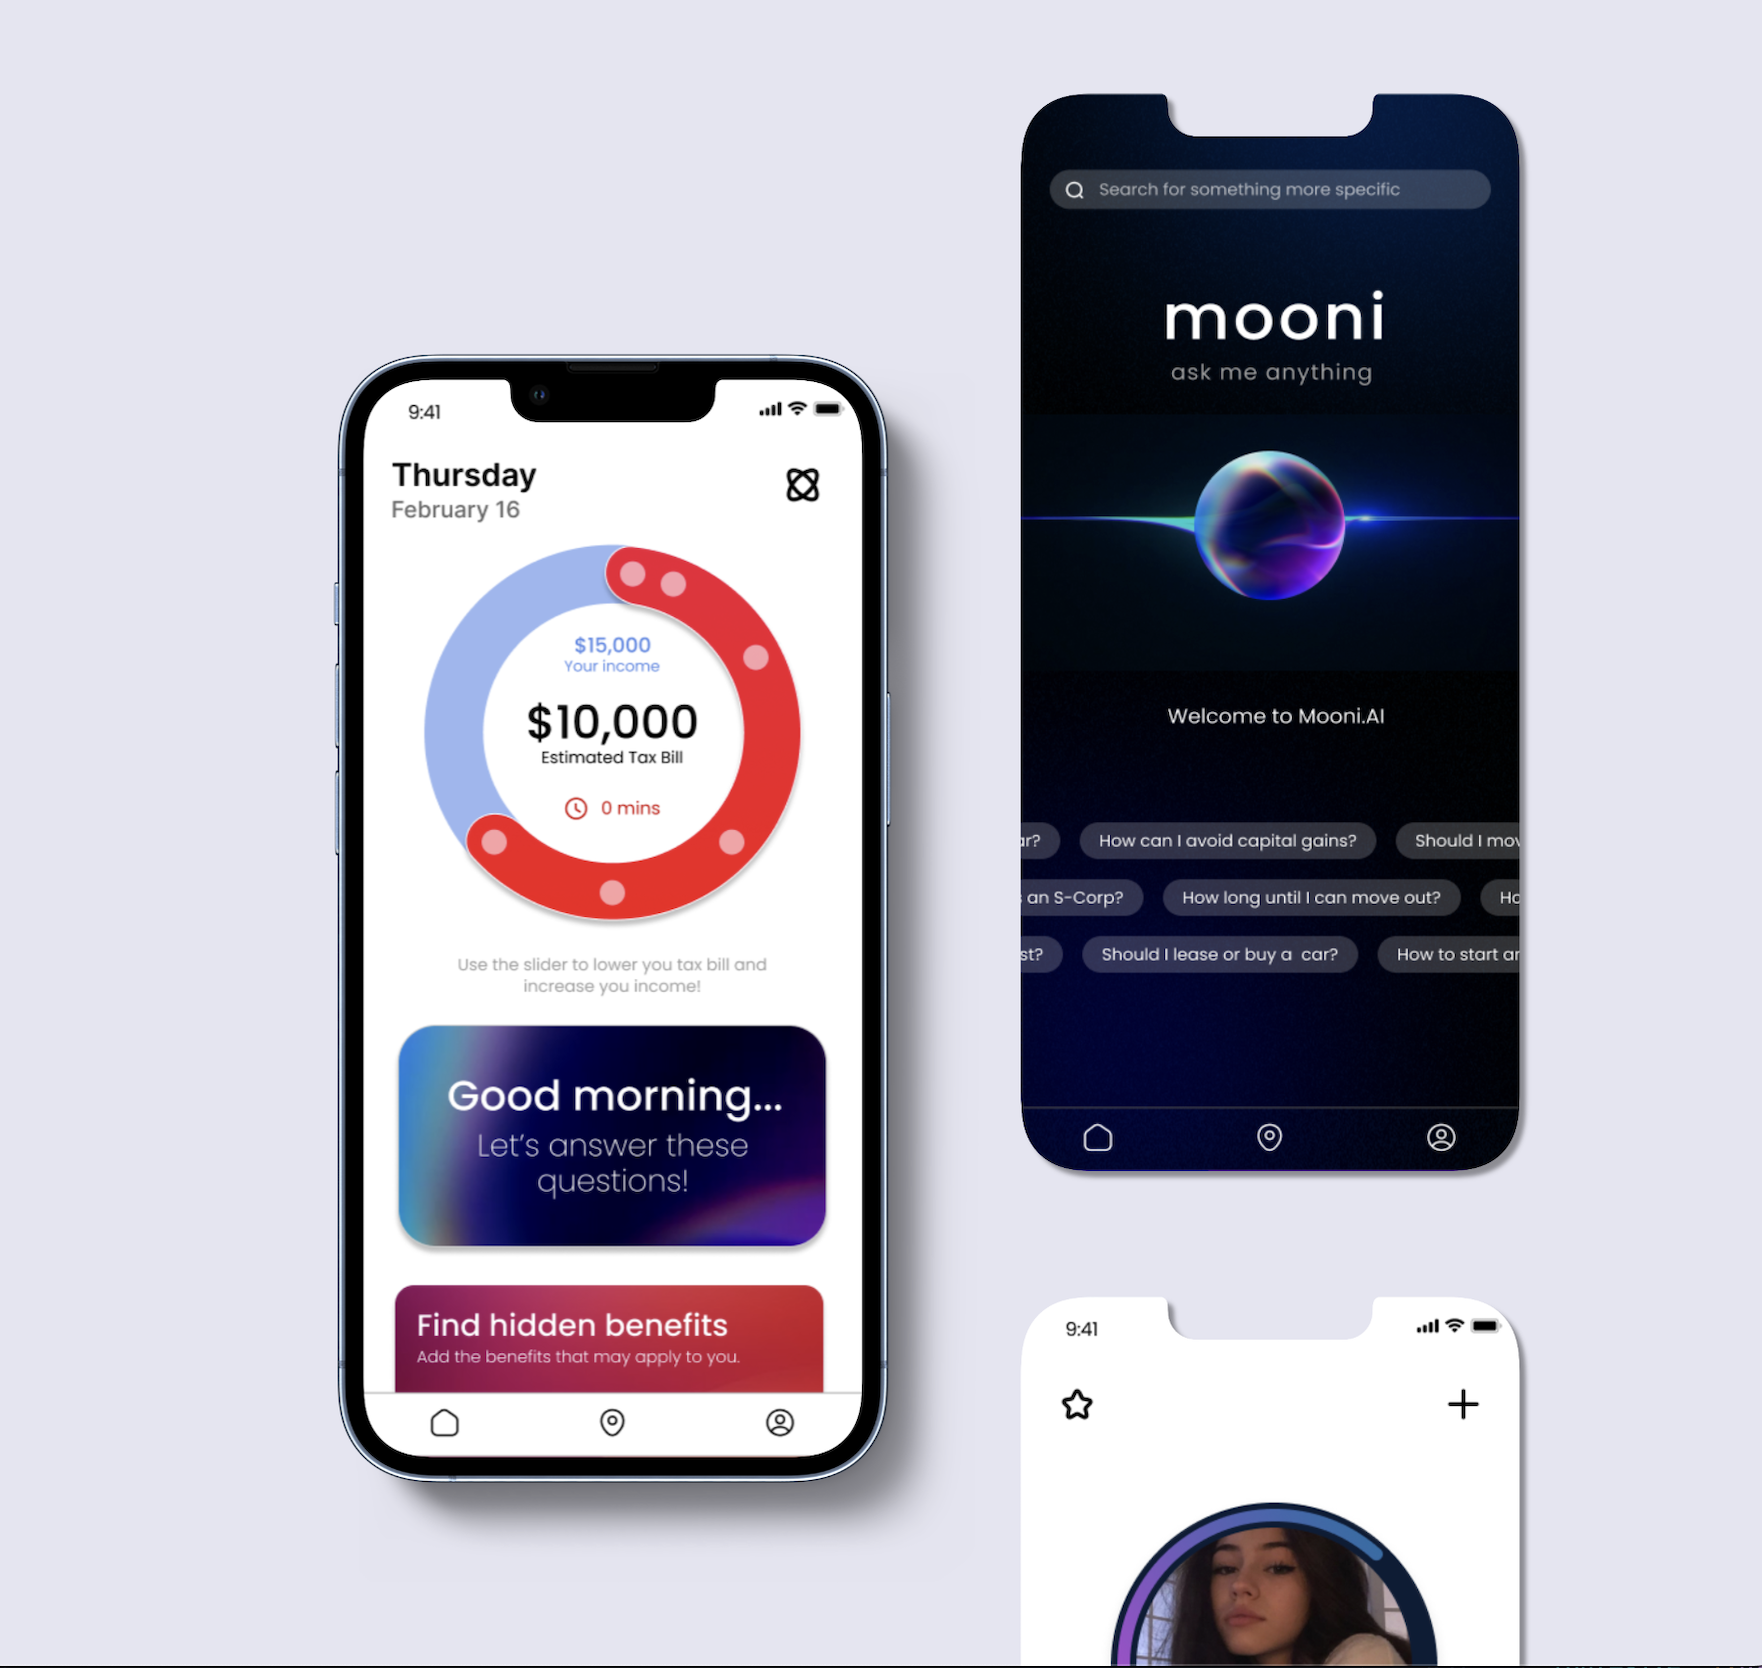 9:41
Thursday
February 16
$15,000
Your income
$10,000
Estimated Tax Bill
0 mins
Use the slider to lower you tax bill and
increase you income!
Good morning...
Let's answer these
questions!
Find hidden benefits
Add the benefits that may apply to you.
Search for something more specific
mooni
ask me anything
Welcome to Mooni.AI
ar? How can I avoid capital gains? Should I mov
an S-Corp? How long until I can move out? Ho
st? Should I lease or buy a car? How to start an
9:41